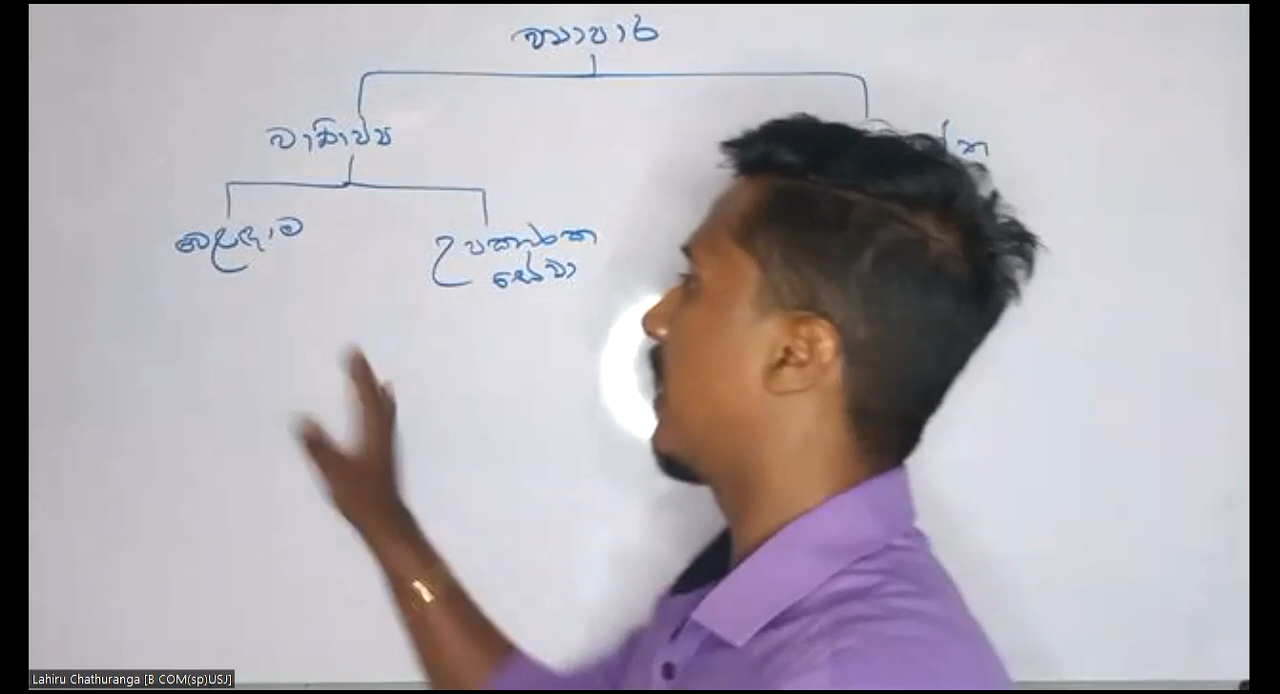 ව්‍යාපාර
වාණිජ්‍ය
වෙළඳාම
උපකාරක
සේවා
Lahiru Chathuranga [B COM(sp)USJ]